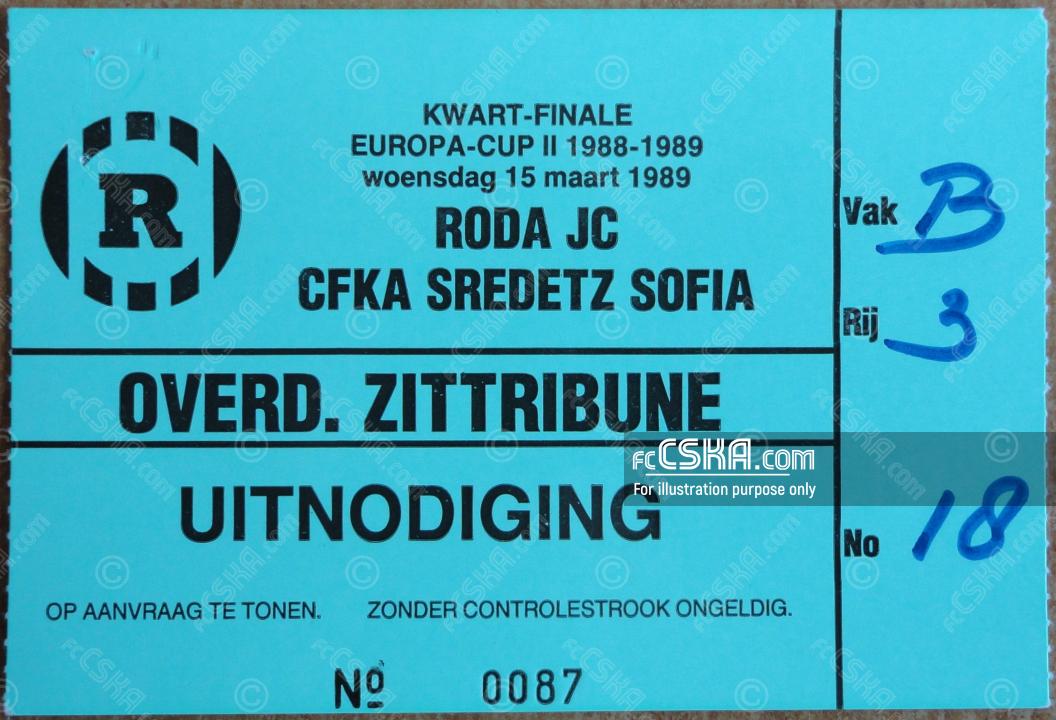 R
KWART-FINALE
EUROPA-CUP II 1988-1989
woensdag 15 maart 1989
RODA JC
CFKA SREDETZ SOFIA
OVERD. ZITTRIBUNE
UITNODIGING
OP AANVRAAG TE TONEN. ZONDER CONTROLESTROOK ONGELDIG.
Nº 0087
Vak B
Rij 3
No 18
fcCSKA.com
For illustration purpose only